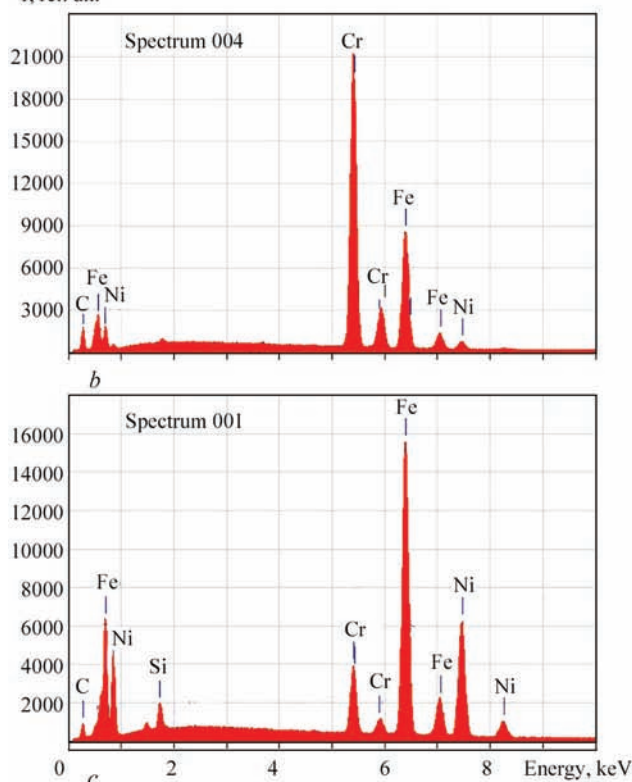 Spectrum 004
Cr
21000
18000
15000
12000
9000
Fe
6000
Cr
Fe
Ni
3000
C
Fe
Ni
b
Spectrum 001
Fe
16000
14000
12000
10000
8000
Fe
Ni
6000
Ni
Si
Cr
4000
C
Cr
Fe
Ni
2000
0
2
4
6
8
Energy, keV
c